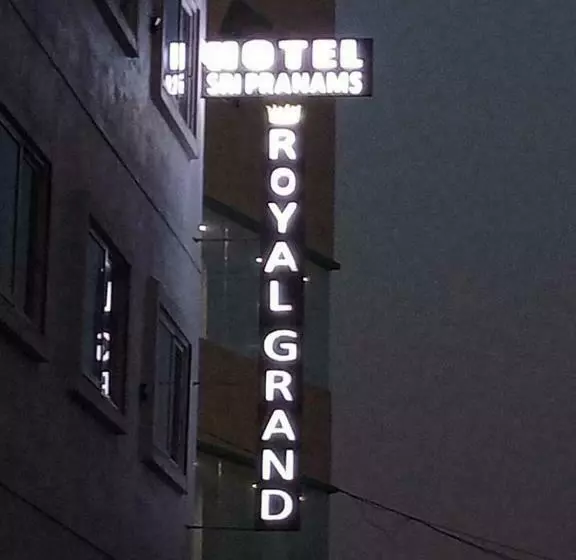 HOTEL
SRI PRANAMS
ROYAL GRAND